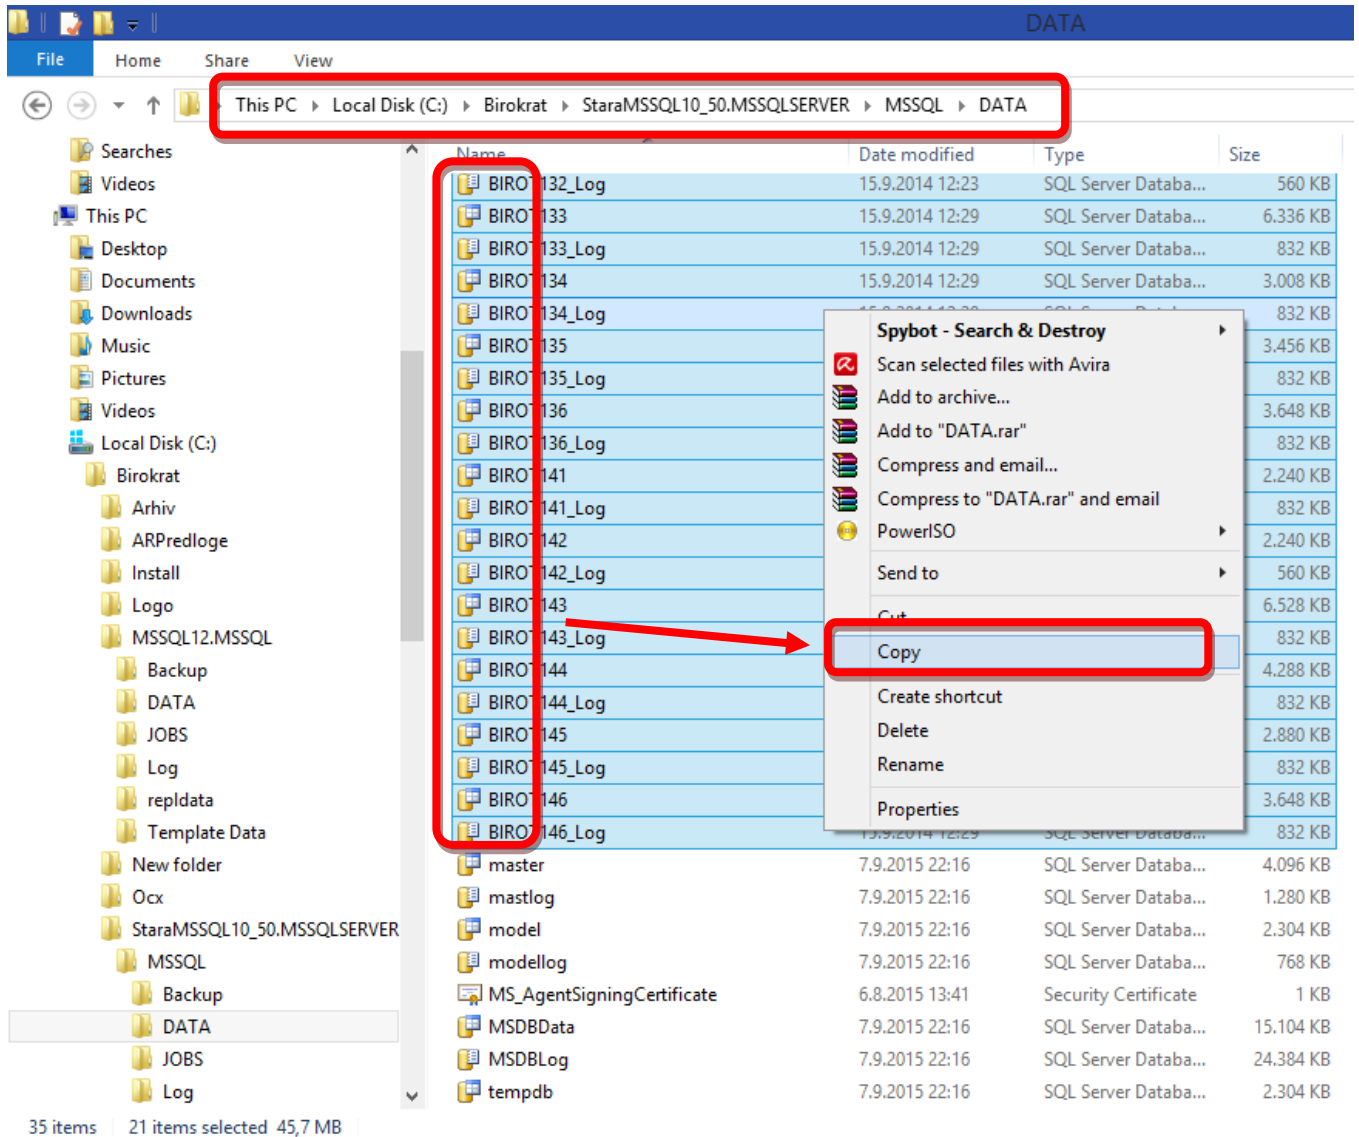 DATA
File Home Share View
This PC Local Disk (C:) Birokrat StaraMSSQL10_50.MSSQLSERVER MSSQL DATA
Searches
Videos
This PC
Desktop
Documents
Downloads
Music
Pictures
Videos
Local Disk (C:)
Birokrat
Arhiv
ARPredloge
Install
Logo
MSSQL12.MSSQL
Backup
DATA
JOBS
Log
repldata
Template Data
New folder
Ocx
StaraMSSQL10_50.MSSQLSERVER
MSSQL
Backup
DATA
JOBS
Log
Name Date modified Type Size
BIROT132_Log 15.9.2014 12:23 SQL Server Databa... 560 KB
BIROT133 15.9.2014 12:29 SQL Server Databa... 6.336 KB
BIROT133_Log 15.9.2014 12:29 SQL Server Databa... 832 KB
BIROT134 15.9.2014 12:29 SQL Server Databa... 3.008 KB
BIROT134_Log 832 KB
BIROT135 3.456 KB
BIROT135_Log 832 KB
BIROT136 3.648 KB
BIROT136_Log 832 KB
BIROT141 2.240 KB
BIROT141_Log 832 KB
BIROT142 2.240 KB
BIROT142_Log 560 KB
BIROT143 6.528 KB
BIROT143_Log 832 KB
BIROT144 4.288 KB
BIROT144_Log 832 KB
BIROT145 2.880 KB
BIROT145_Log 832 KB
BIROT146 3.648 KB
BIROT146_Log 15.9.2014 12:29 SQL Server Databa... 832 KB
master 7.9.2015 22:16 SQL Server Databa... 4.096 KB
mastlog 7.9.2015 22:16 SQL Server Databa... 1.280 KB
model 7.9.2015 22:16 SQL Server Databa... 2.304 KB
modellog 7.9.2015 22:16 SQL Server Databa... 768 KB
MS_AgentSigningCertificate 6.8.2015 13:41 Security Certificate 1 KB
MSDBData 7.9.2015 22:16 SQL Server Databa... 15.104 KB
MSDBLog 7.9.2015 22:16 SQL Server Databa... 24.384 KB
tempdb 7.9.2015 22:16 SQL Server Databa... 2.304 KB
Spybot - Search & Destroy
Scan selected files with Avira
Add to archive...
Add to "DATA.rar"
Compress and email...
Compress to "DATA.rar" and email
PowerISO
Send to
Cut
Copy
Create shortcut
Delete
Rename
Properties
35 items 21 items selected 45,7 MB